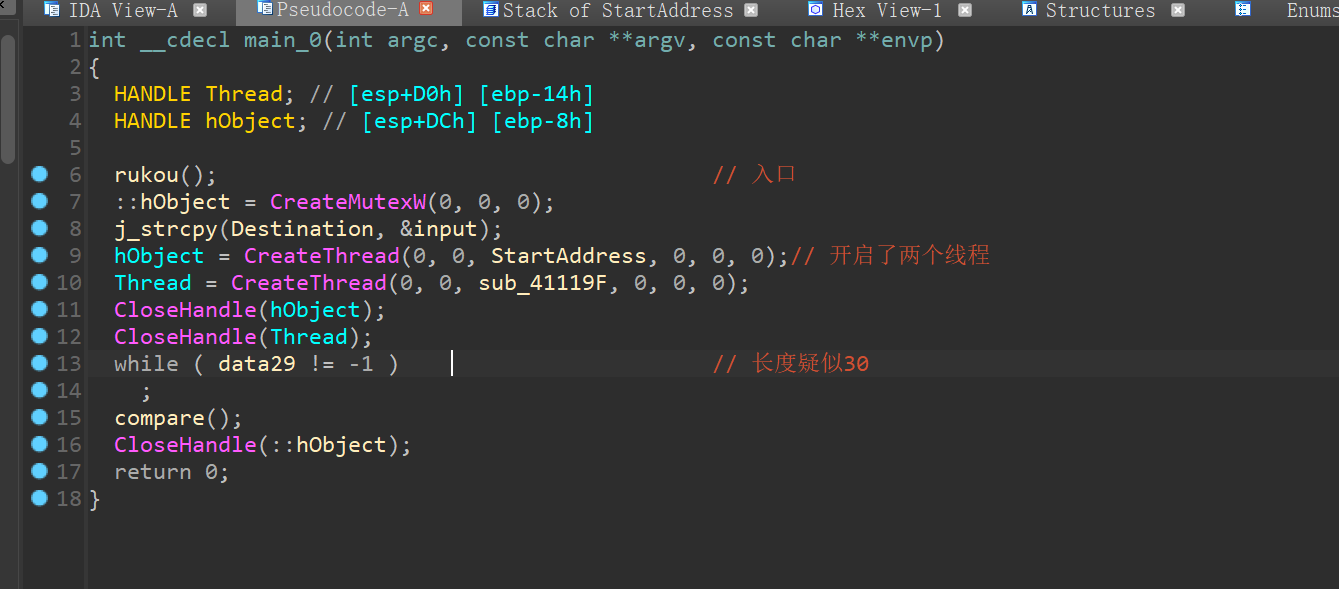 IDA View-A Pseudocode-A Stack of StartAddress Hex View-1 Structures Enums
1 int __cdecl main_0(int argc, const char **argv, const char **envp)
2 {
3 HANDLE Thread; // [esp+D0h] [ebp-14h]
4 HANDLE hObject; // [esp+DCh] [ebp-8h]
5
6 rukou(); // 入口
7 ::hObject = CreateMutexW(0, 0, 0);
8 j_strcpy(Destination, &input);
9 hObject = CreateThread(0, 0, StartAddress, 0, 0, 0);// 开启了两个线程
10 Thread = CreateThread(0, 0, sub_41119F, 0, 0, 0);
11 CloseHandle(hObject);
12 CloseHandle(Thread);
13 while ( data29 != -1 ) // 长度疑似30
14 ;
15 compare();
16 CloseHandle(::hObject);
17 return 0;
18 }